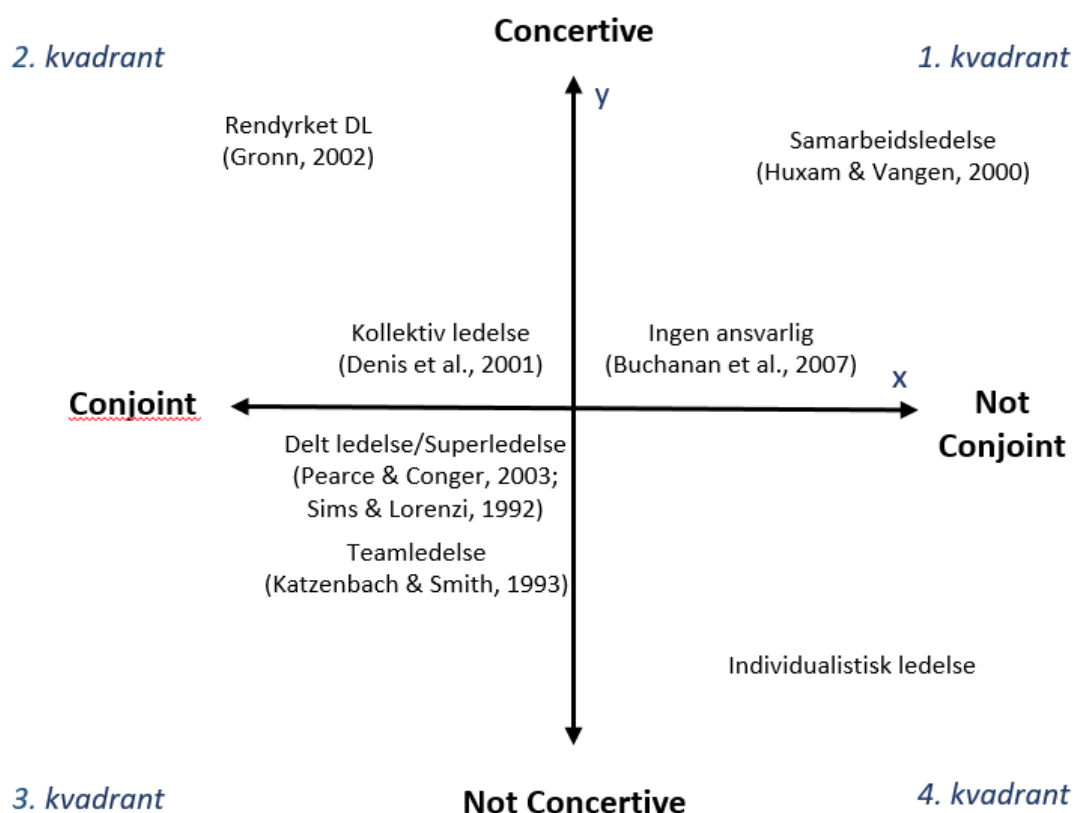 Concertive
2. kvadrant
1. kvadrant
y
Rendyrket DL
(Gronn, 2002)
Samarbeidsledelse
(Huxam & Vangen, 2000)
Kollektiv ledelse
(Denis et al., 2001)
Ingen ansvarlig
(Buchanan et al., 2007)
x
Conjoint
Not
Conjoint
Delt ledelse/Superledelse
(Pearce & Conger, 2003;
Sims & Lorenzi, 1992)
Teamledelse
(Katzenbach & Smith, 1993)
Individualistisk ledelse
3. kvadrant
Not Concertive
4. kvadrant